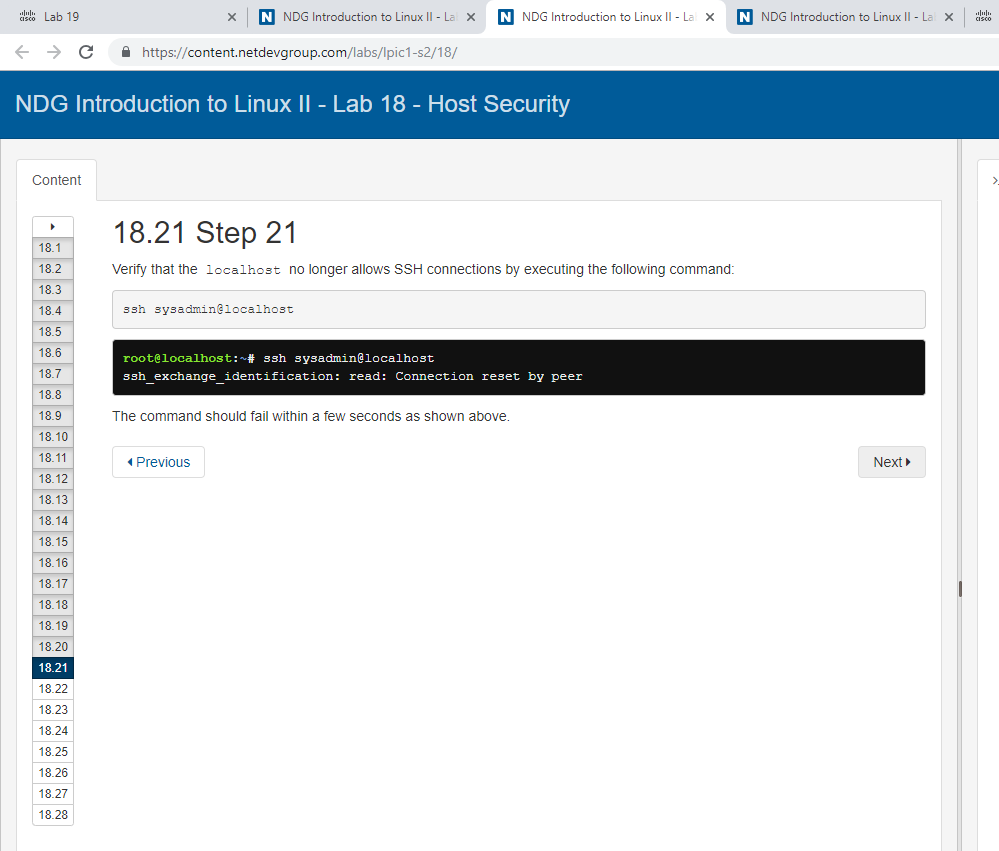 Lab 19
NDG Introduction to Linux II - La
NDG Introduction to Linux II - La
NDG Introduction to Linux II - La
https://content.netdevgroup.com/labs/lpic1-s2/18/
NDG Introduction to Linux II - Lab 18 - Host Security
Content
18.1
18.2
18.3
18.4
18.5
18.6
18.7
18.8
18.9
18.10
18.11
18.12
18.13
18.14
18.15
18.16
18.17
18.18
18.19
18.20
18.21
18.22
18.23
18.24
18.25
18.26
18.27
18.28
18.21 Step 21
Verify that the localhost no longer allows SSH connections by executing the following command:
ssh sysadmin@localhost
root@localhost:~# ssh sysadmin@localhost
ssh_exchange_identification: read: Connection reset by peer
The command should fail within a few seconds as shown above.
Previous
Next